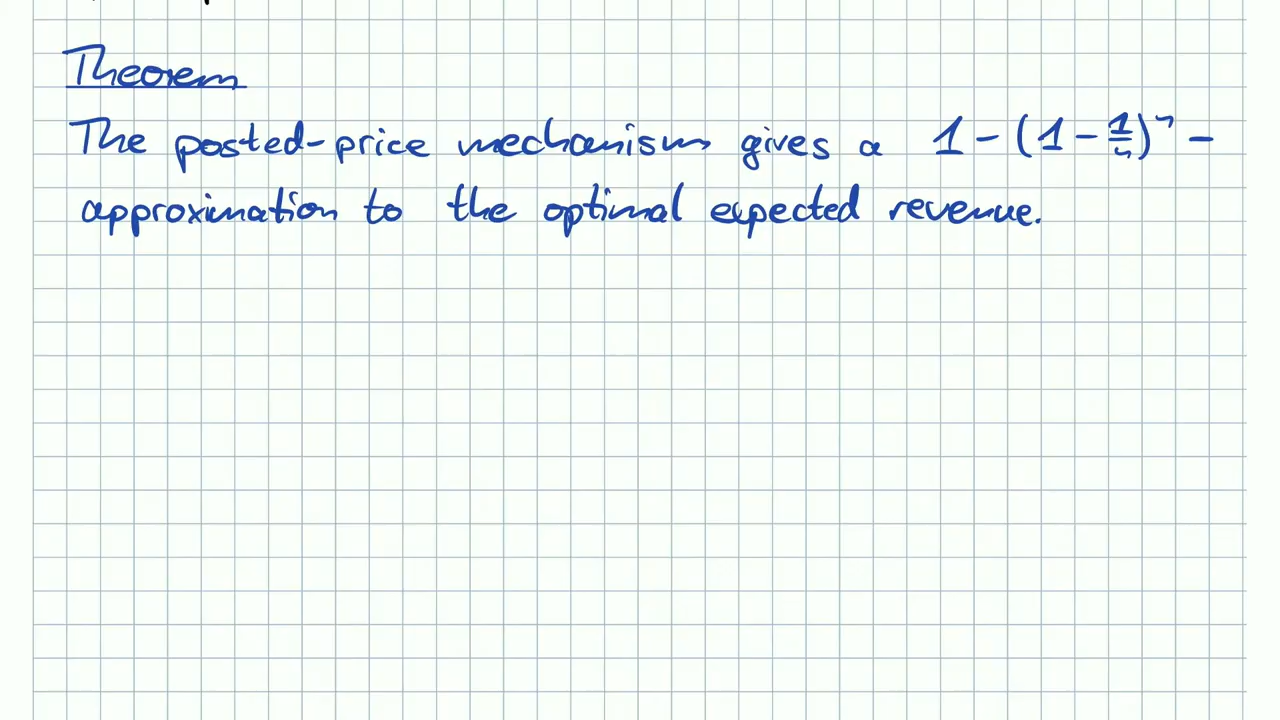 Theorem
The posted-price mechanism gives a 1 - (1 - 1/n)^n -
approximation to the optimal expected revenue.